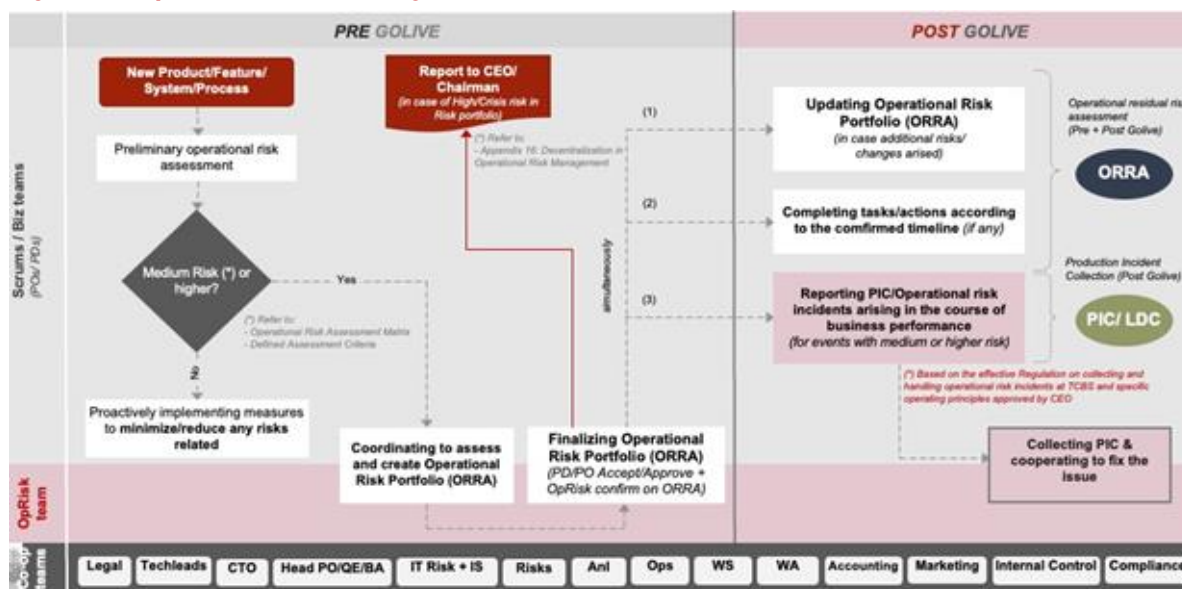 PRE GOLIVE
POST GOLIVE
Scrums / Biz teams
(POs/ PDs)
New Product/Feature/
System/Process
Preliminary operational risk
assessment
Medium Risk (*) or
higher?
Yes
(*) Refer to:
- Operational Risk Assessment Matrix
- Defined Assessment Criteria
No
Proactively implementing measures
to minimize/reduce any risks
related
Report to CEO/
Chairman
(in case of High/Crisis risk in
Risk portfolio)
(*) Refer to:
- Appendix 16: Decentralization in
Operational Risk Management
Coordinating to assess
and create Operational
Risk Portfolio (ORRA)
Finalizing Operational
Risk Portfolio (ORRA)
(PD/PO Accept/Approve +
OpRisk confirm on ORRA)
simultaneously
(1)
(2)
(3)
Updating Operational Risk
Portfolio (ORRA)
(in case additional risks/
changes arised)
Completing tasks/actions according
to the comfirmed timeline (if any)
Reporting PIC/Operational risk
incidents arising in the course of
business performance
(for events with medium or higher risk)
Operational residual ris
assessment
(Pre + Post Golive)
ORRA
Production Incident
Collection (Post Golive)
PIC/ LDC
(*) Based on the effective Regulation on collecting and
handling operational risk incidents at TCBS and specific
operating principles approved by CEO
Collecting PIC &
cooperating to fix the
issue
OpRisk
team
Co-op
teams
Legal
Techleads
CTO
Head PO/QE/BA
IT Risk + IS
Risks
Anl
Ops
WS
WA
Accounting
Marketing
Internal Control
Compliance